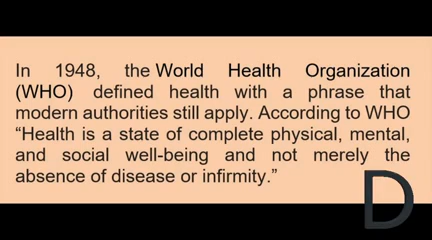 In 1948, the World Health Organization
(WHO) defined health with a phrase that
modern authorities still apply. According to WHO
“Health is a state of complete physical, mental,
and social well-being and not merely the
absence of disease or infirmity.”
D